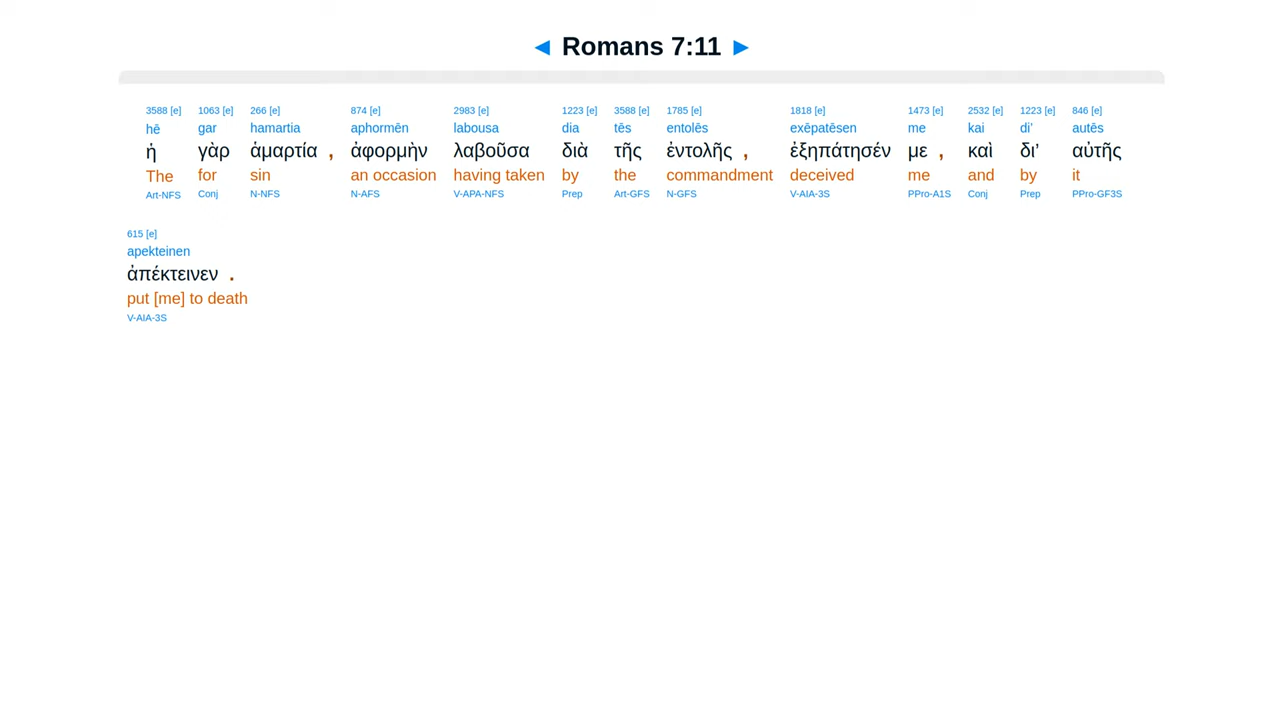 ◄ Romans 7:11 ►
3588 [e] 1063 [e] 266 [e] 874 [e] 2983 [e] 1223 [e] 3588 [e] 1785 [e] 1818 [e] 1473 [e] 2532 [e] 1223 [e] 846 [e]
hē gar hamartia aphormēn labousa dia tēs entolēs exēpatēsen me kai di' autēs
ἡ γὰρ ἁμαρτία , ἀφορμὴν λαβοῦσα διὰ τῆς ἐντολῆς , ἐξηπάτησέν με , καὶ δι’ αὐτῆς
The for sin an occasion having taken by the commandment deceived me and by it
Art-NFS Conj N-NFS N-AFS V-APA-NFS Prep Art-GFS N-GFS V-AIA-3S PPro-A1S Conj Prep PPro-GF3S
615 [e]
apekteinen
ἀπέκτεινεν .
put [me] to death
V-AIA-3S